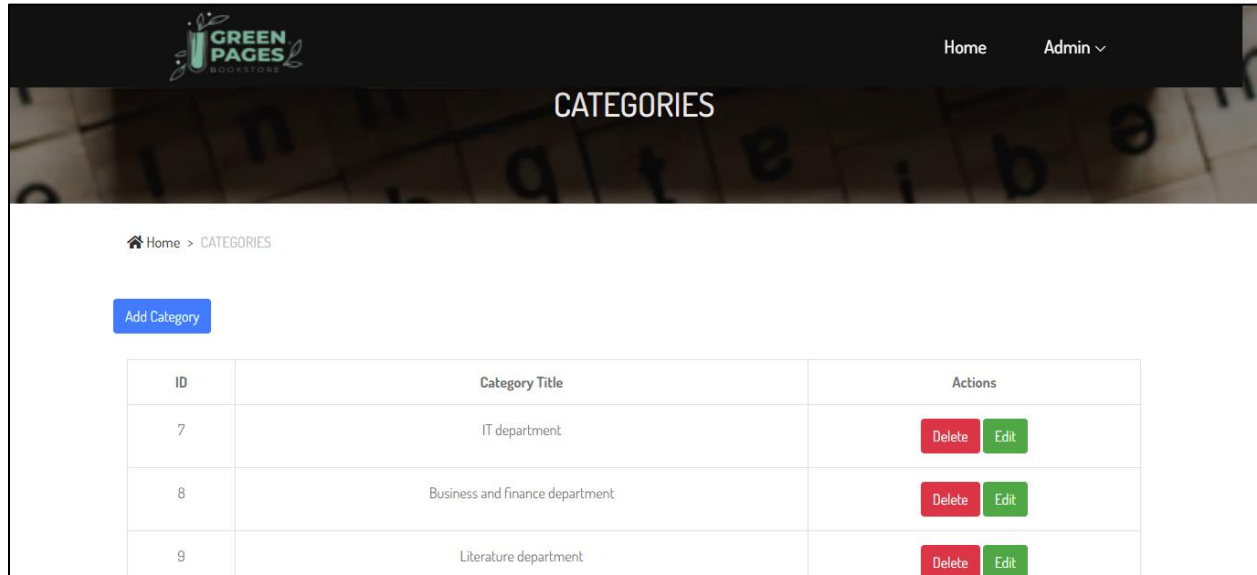 GREEN
PAGES
BOOKSTORE
Home Admin
CATEGORIES
Home > CATEGORIES
Add Category
ID Category Title Actions
7 IT department Delete Edit
8 Business and finance department Delete Edit
9 Literature department Delete Edit